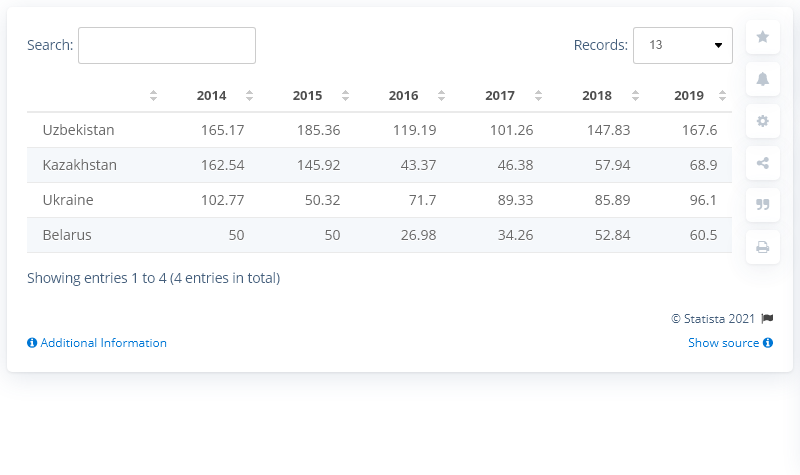 Search: Records: 13
2014 2015 2016 2017 2018 2019
Uzbekistan 165.17 185.36 119.19 101.26 147.83 167.6
Kazakhstan 162.54 145.92 43.37 46.38 57.94 68.9
Ukraine 102.77 50.32 71.7 89.33 85.89 96.1
Belarus 50 50 26.98 34.26 52.84 60.5
Showing entries 1 to 4 (4 entries in total)
© Statista 2021
Additional Information Show source